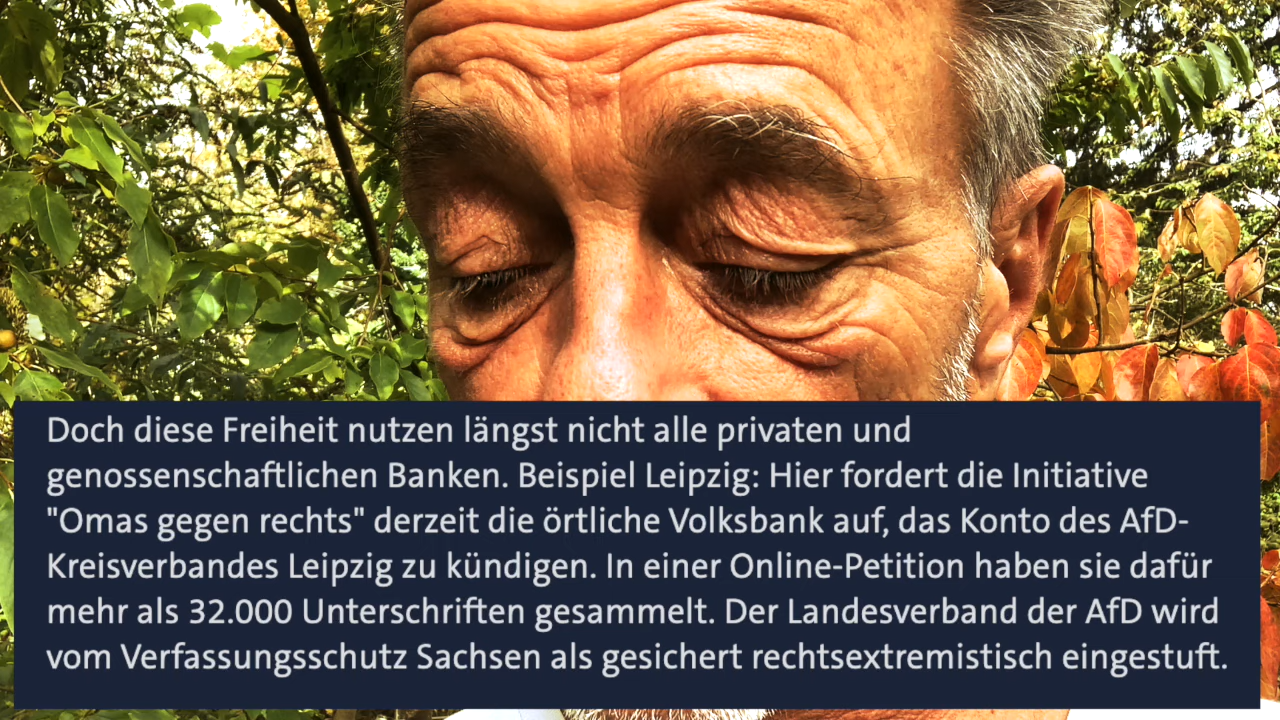 Doch diese Freiheit nutzen längst nicht alle privaten und
genossenschaftlichen Banken. Beispiel Leipzig: Hier fordert die Initiative
"Omas gegen rechts" derzeit die örtliche Volksbank auf, das Konto des AfD-
Kreisverbandes Leipzig zu kündigen. In einer Online-Petition haben sie dafür
mehr als 32.000 Unterschriften gesammelt. Der Landesverband der AfD wird
vom Verfassungsschutz Sachsen als gesichert rechtsextremistisch eingestuft.